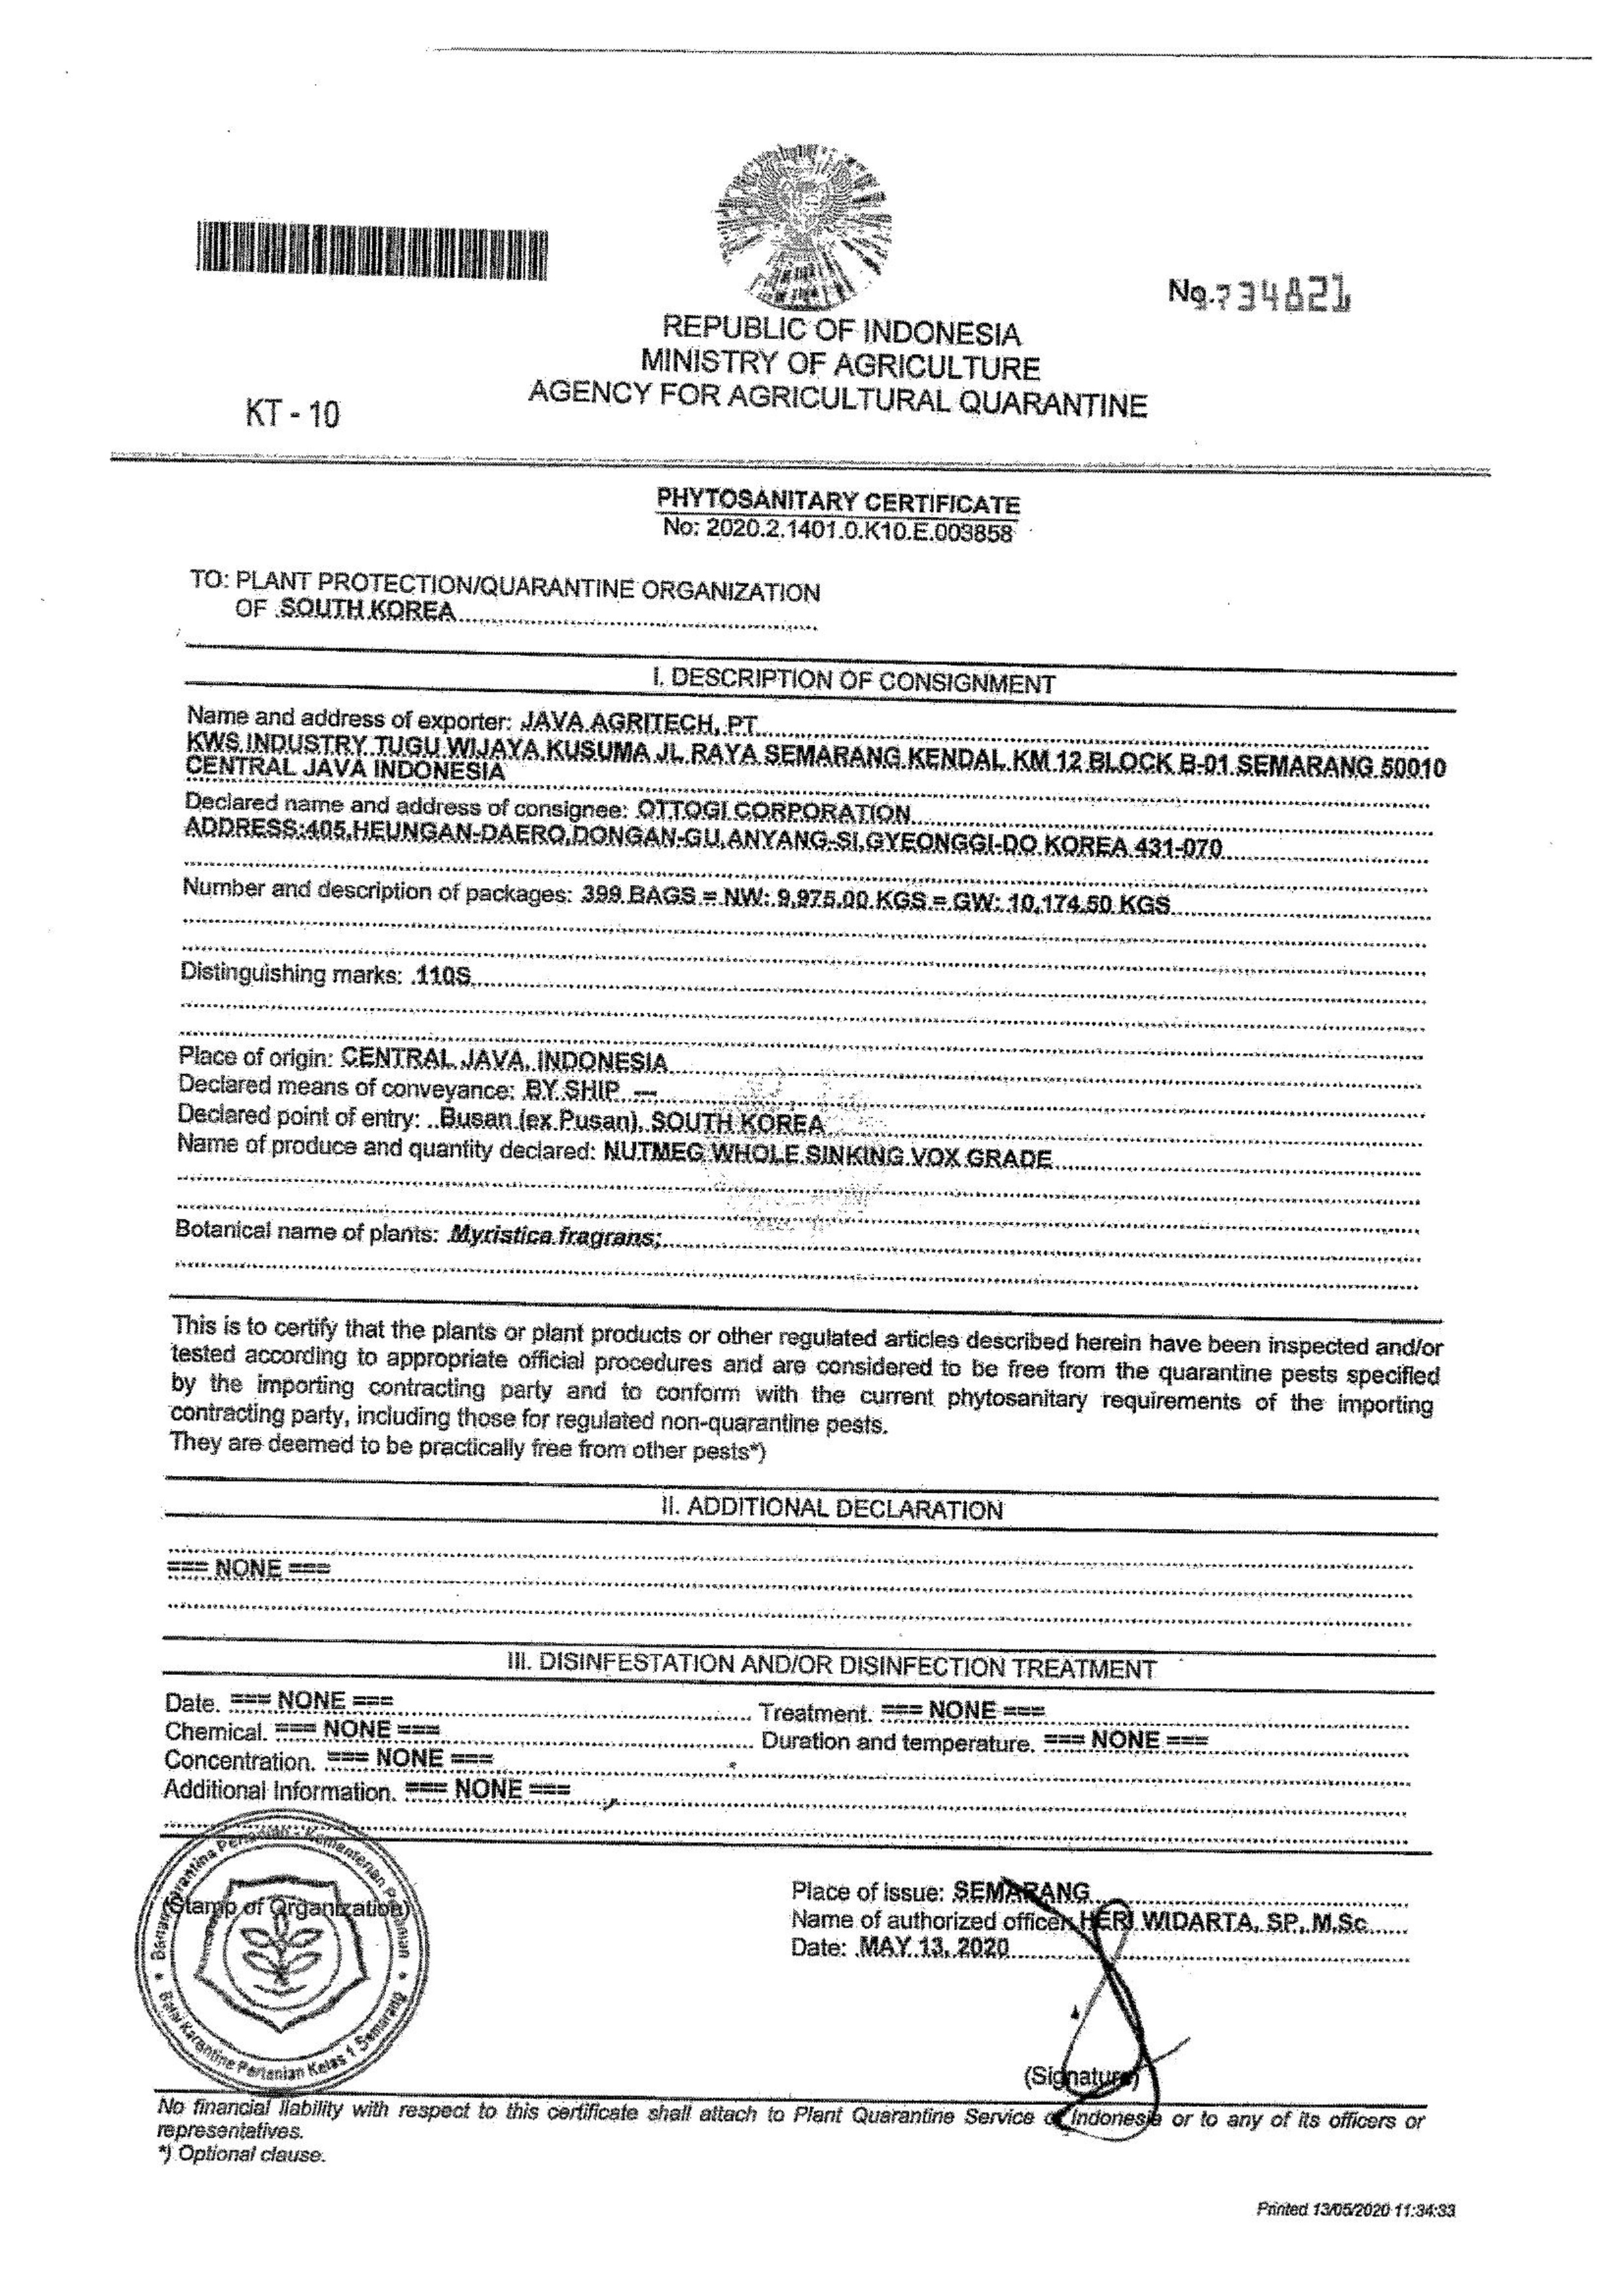 No. 734821
REPUBLIC OF INDONESIA
MINISTRY OF AGRICULTURE
AGENCY FOR AGRICULTURAL QUARANTINE
KT - 10
PHYTOSANITARY CERTIFICATE
No: 2020.2.1401.0.K10.E.003858
TO: PLANT PROTECTION/QUARANTINE ORGANIZATION
OF SOUTH KOREA
I. DESCRIPTION OF CONSIGNMENT
Name and address of exporter: JAVA AGRITECH, PT
KWS.INDUSTRY TUGU WIJAYA KUSUMA JL. RAYA SEMARANG KENDAL KM 12 BLOCK B-01 SEMARANG 50010
CENTRAL JAVA INDONESIA
Declared name and address of consignee: OTTOGI CORPORATION
ADDRESS:405,HEUNGAN-DAERO,DONGAN-GU,ANYANG-SI,GYEONGGI-DO KOREA 431-070
Number and description of packages: 399 BAGS = NW: 9,975.00 KGS = GW: 10,174.50 KGS
Distinguishing marks: 110S
Place of origin: CENTRAL JAVA, INDONESIA
Declared means of conveyance: BY SHIP, ---
Declared point of entry: Busan (ex Pusan), SOUTH KOREA
Name of produce and quantity declared: NUTMEG WHOLE SINKING VOX GRADE
Botanical name of plants: Myristica fragrans;
This is to certify that the plants or plant products or other regulated articles described herein have been inspected and/or
tested according to appropriate official procedures and are considered to be free from the quarantine pests specified
by the importing contracting party and to conform with the current phytosanitary requirements of the importing
contracting party, including those for regulated non-quarantine pests.
They are deemed to be practically free from other pests*)
II. ADDITIONAL DECLARATION
=== NONE ===
III. DISINFESTATION AND/OR DISINFECTION TREATMENT
Date. === NONE === Treatment. === NONE ===
Chemical. === NONE === Duration and temperature. === NONE ===
Concentration. === NONE ===
Additional Information. === NONE ===
Badan Karantina Pertanian - Kementerian Pertanian
(Stamp of Organization)
Balai Karantina Pertanian Kelas 1 Semarang
Place of issue: SEMARANG
Name of authorized officer: HERI WIDARTA, SP., M.Sc
Date: MAY 13, 2020
(Signature)
No financial liability with respect to this certificate shall attach to Plant Quarantine Service of Indonesia or to any of its officers or
representatives.
*) Optional clause.
Printed 13/05/2020 11:34:33